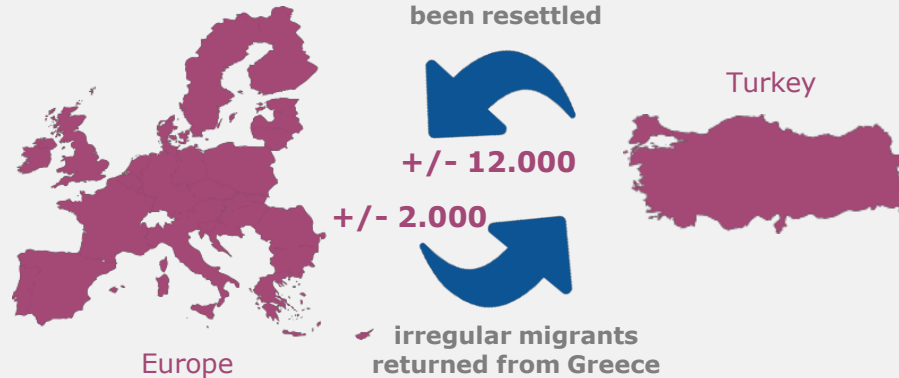 been resettled
Turkey
+/- 12.000
+/- 2.000
irregular migrants
returned from Greece
Europe